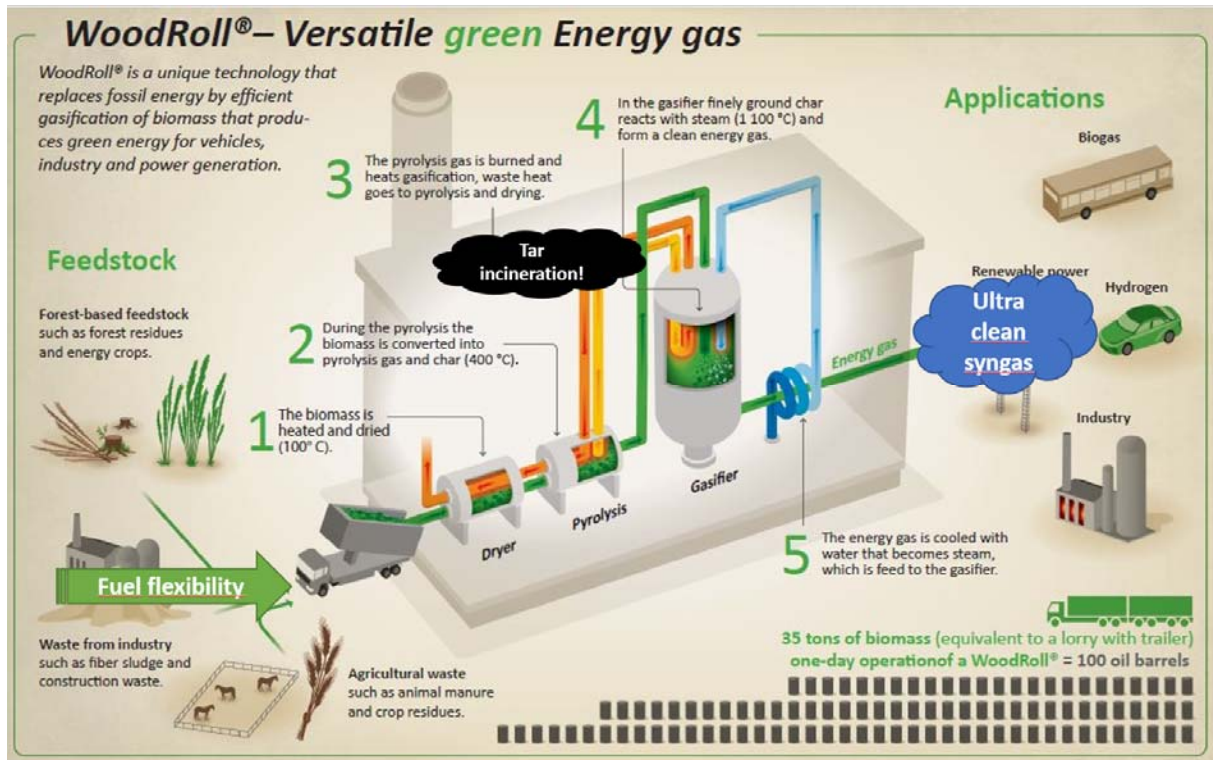 WoodRoll®– Versatile green Energy gas
WoodRoll® is a unique technology that
replaces fossil energy by efficient
gasification of biomass that produ-
ces green energy for vehicles,
industry and power generation.
Feedstock
Forest-based feedstock
such as forest residues
and energy crops.
Fuel flexibility
Waste from industry
such as fiber sludge and
construction waste.
Agricultural waste
such as animal manure
and crop residues.
1 The biomass is
heated and dried
(100° C).
2 During the pyrolysis the
biomass is converted into
pyrolysis gas and char (400 °C).
3 The pyrolysis gas is burned and
heats gasification, waste heat
goes to pyrolysis and drying.
Tar
incineration!
4 In the gasifier finely ground char
reacts with steam (1 100 °C) and
form a clean energy gas.
Dryer
Pyrolysis
Gasifier
Energy gas
5 The energy gas is cooled with
water that becomes steam,
which is feed to the gasifier.
Applications
Biogas
Renewable power
Hydrogen
Ultra
clean
syngas
Industry
35 tons of biomass (equivalent to a lorry with trailer)
one-day operationof a WoodRoll® = 100 oil barrels